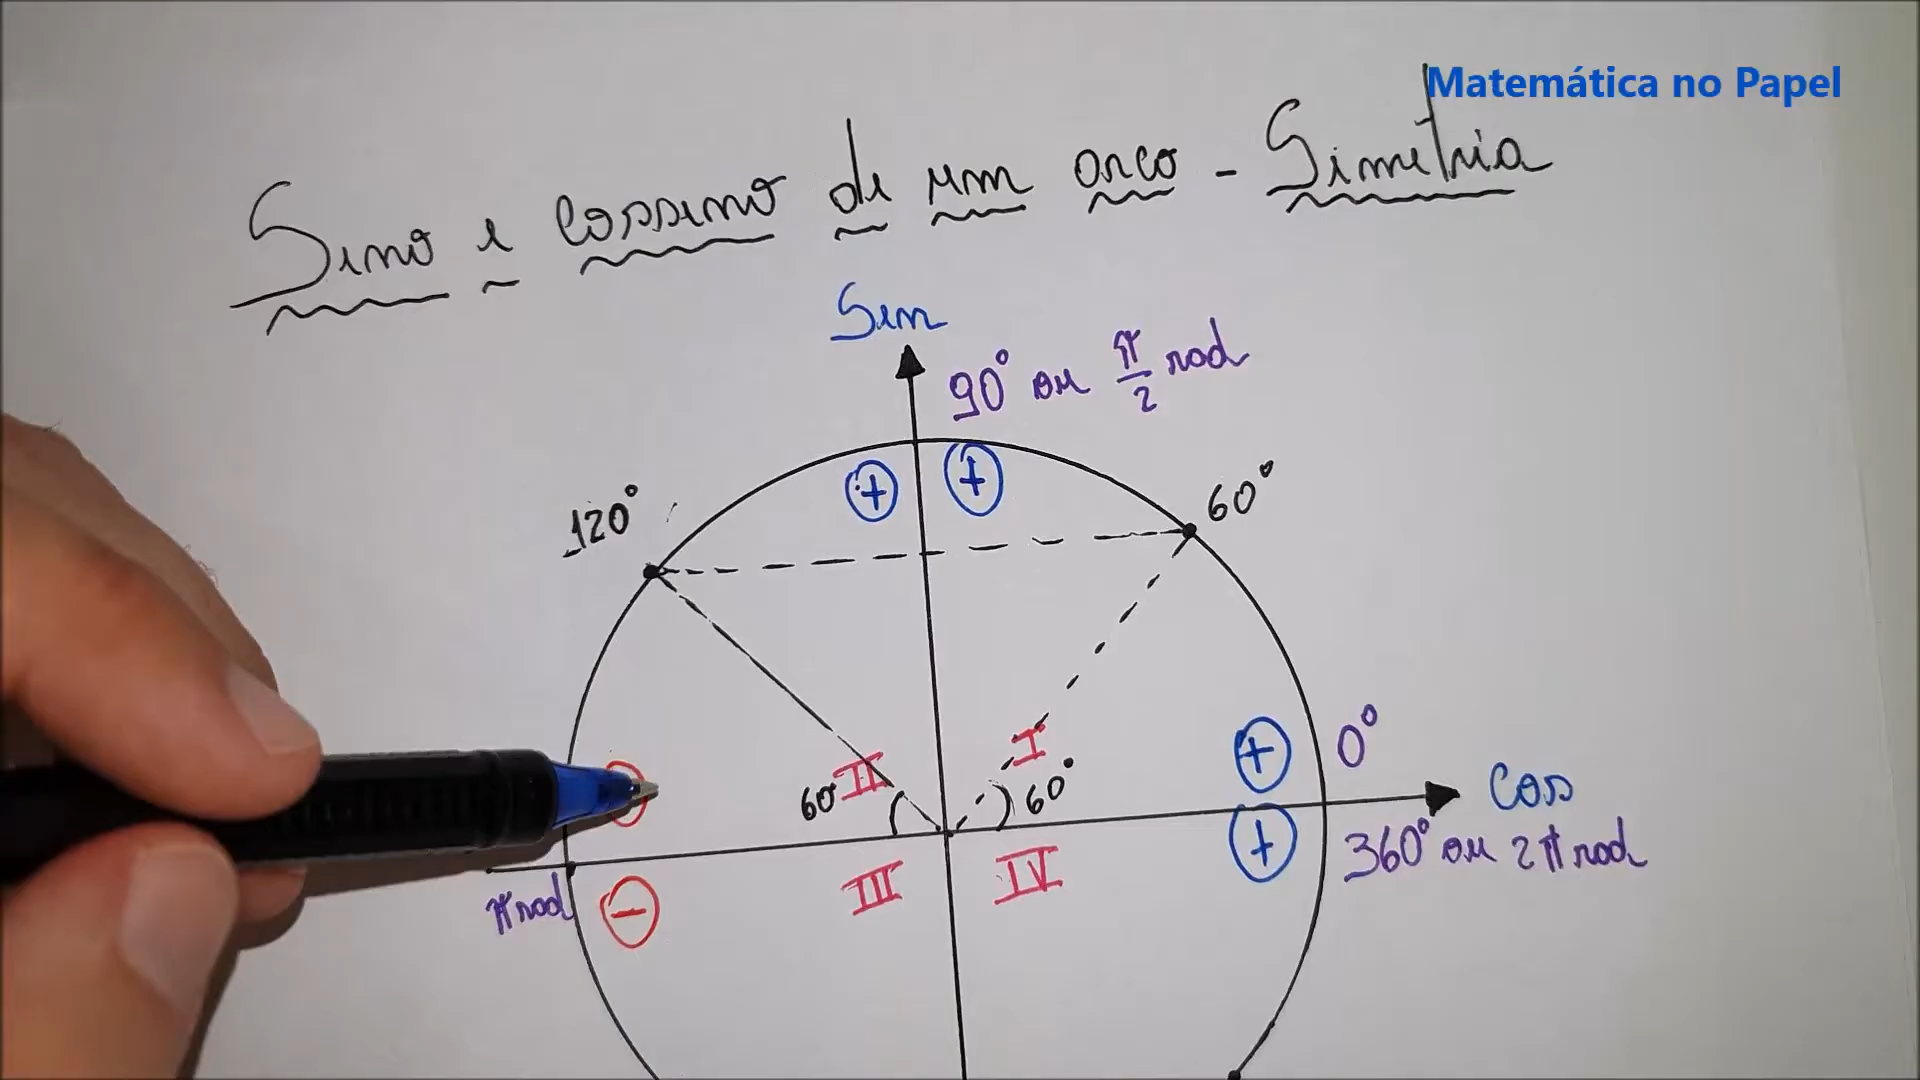 Matemática no Papel
Seno e cosseno de um arco - Simetria
Sen
90° ou π/2 rad
+ +
120°
60°
I
II
60°
60°
+
0°
Cos
360° ou 2π rad
+
π rad
-
III
IV